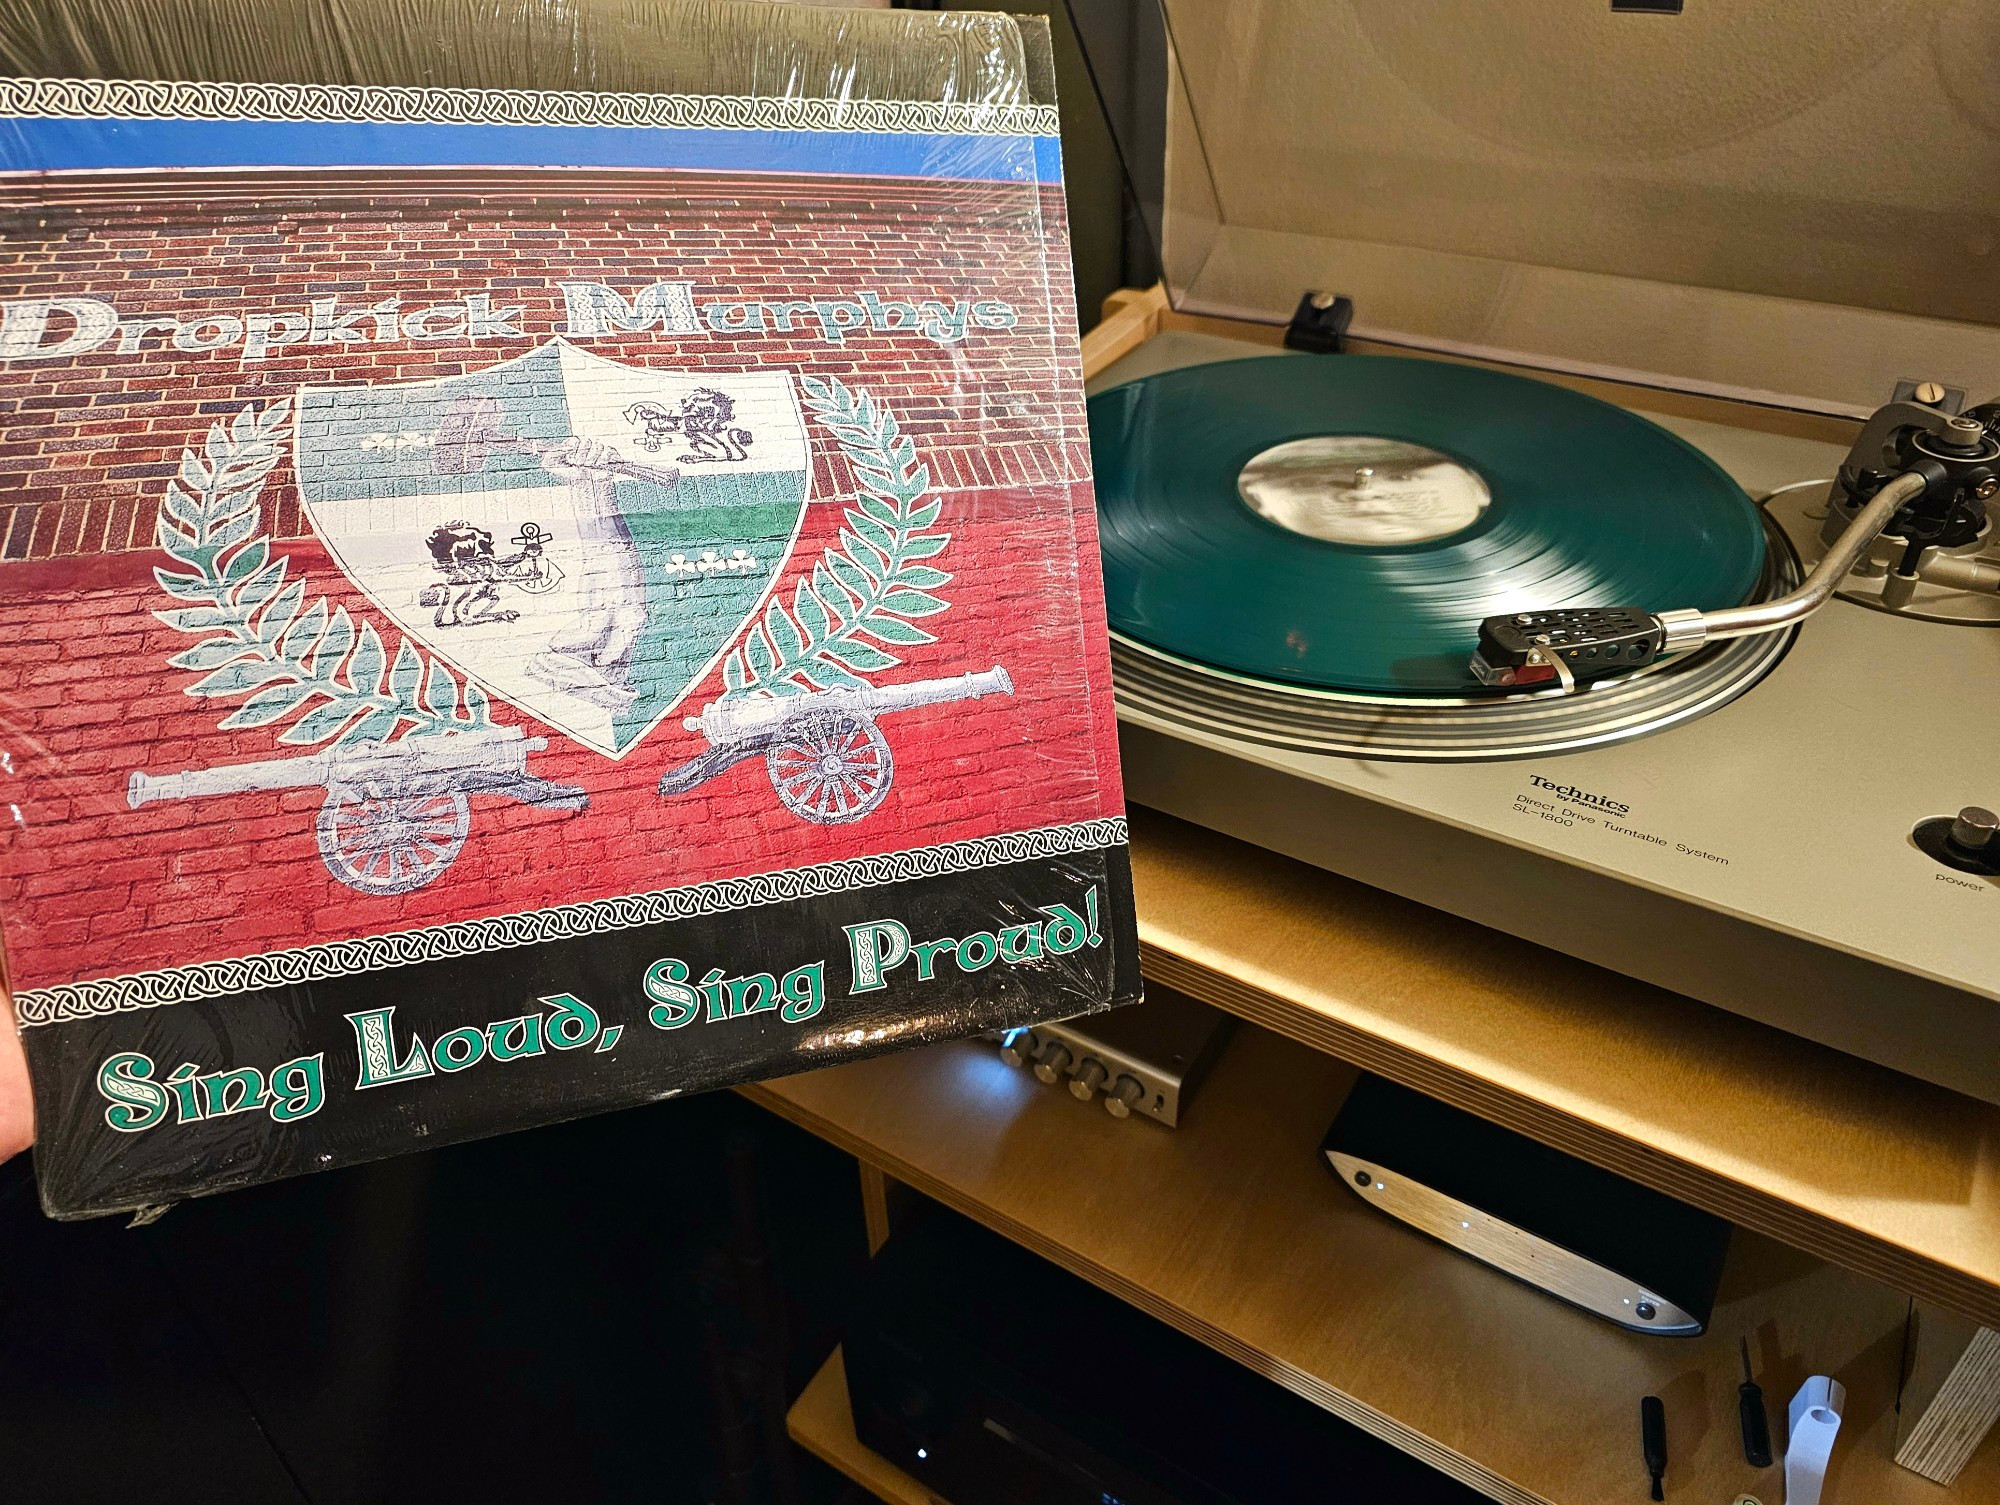 Dropkick Murphys
Sing Loud, Sing Proud!
Technics
by Panasonic
Direct Drive Turntable System
SL-1800
power